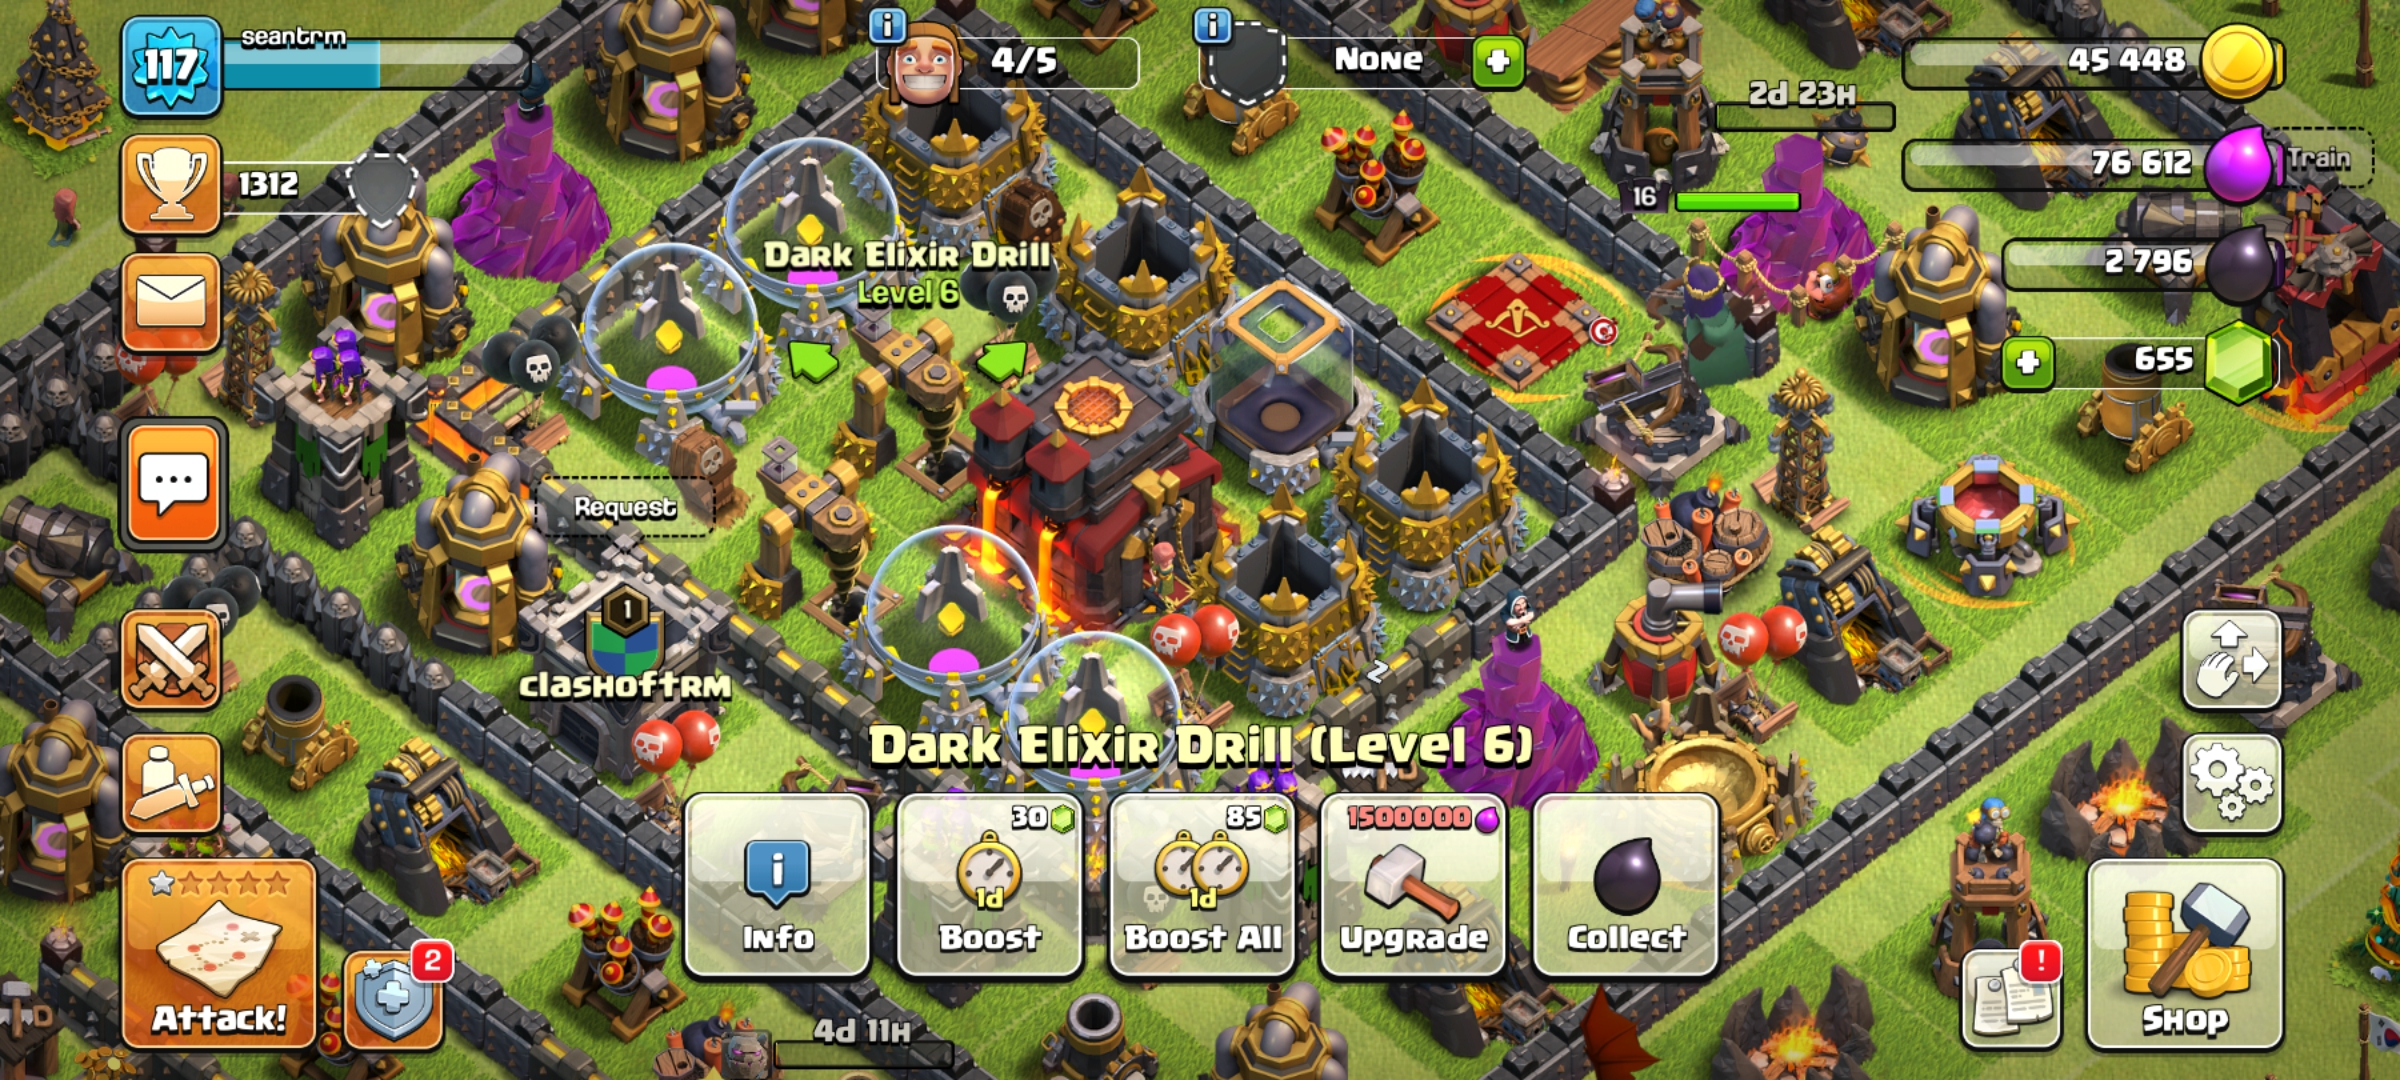 117
seantrm
4/5
None
45 448
2d 23H
1312
76 612
Train
16
Dark Elixir Drill
Level 6
2 796
655
Request
1
clashoftrm
Dark Elixir Drill (Level 6)
30
1d
Boost
85
1d
Boost All
1500000
Upgrade
Info
Collect
Attack!
2
4d 11H
!
Shop